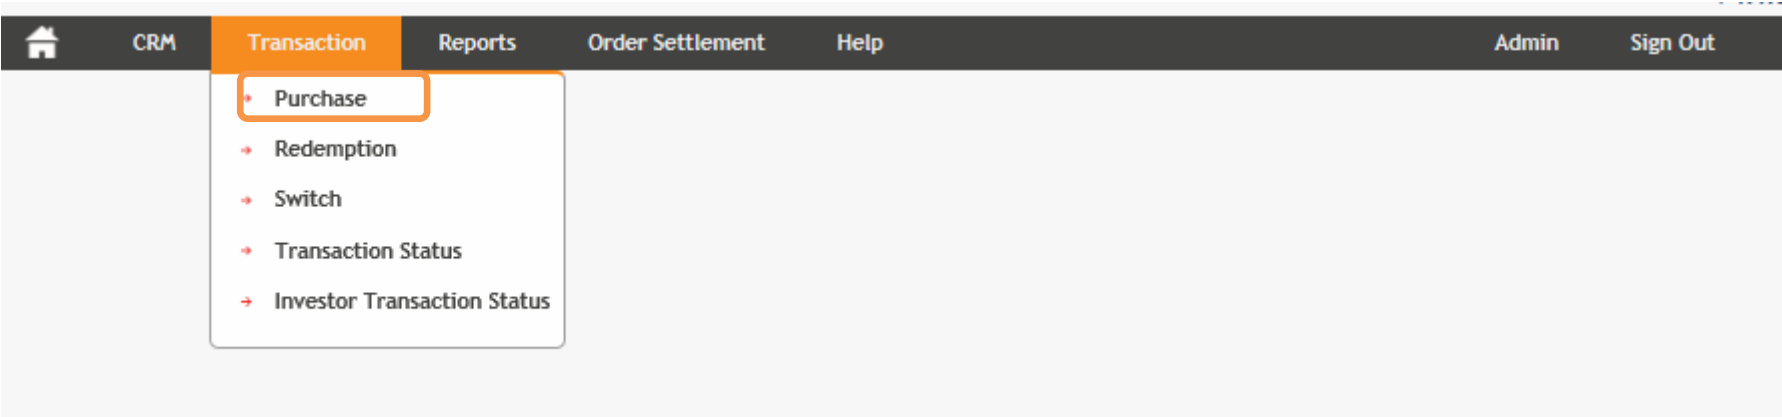 CRM Transaction Reports Order Settlement Help Admin Sign Out
Purchase
Redemption
Switch
Transaction Status
Investor Transaction Status